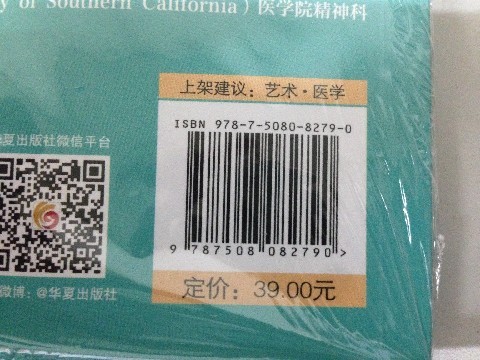 y of Southern California）医学院精神科
上架建议：艺术·医学
ISBN 978-7-5080-8279-0
夏出版社微信平台
9 787508 082790>
微博：@华夏出版社
定价：39.00元